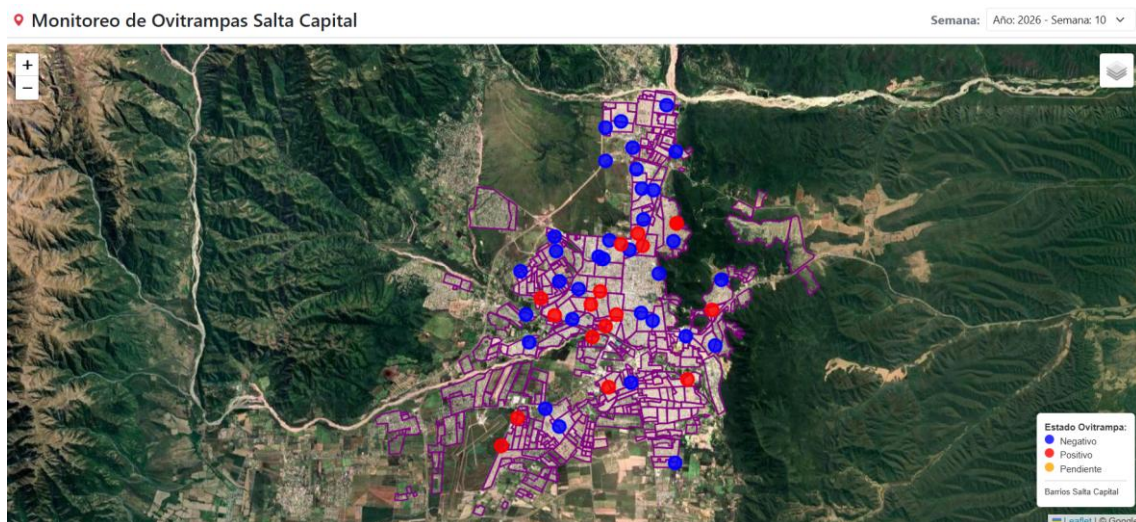 Monitoreo de Ovitrampas Salta Capital
Semana: Año: 2026 - Semana: 10
+
−
Estado Ovitrampa:
Negativo
Positivo
Pendiente
Barrios Salta Capital
Leaflet | © Google